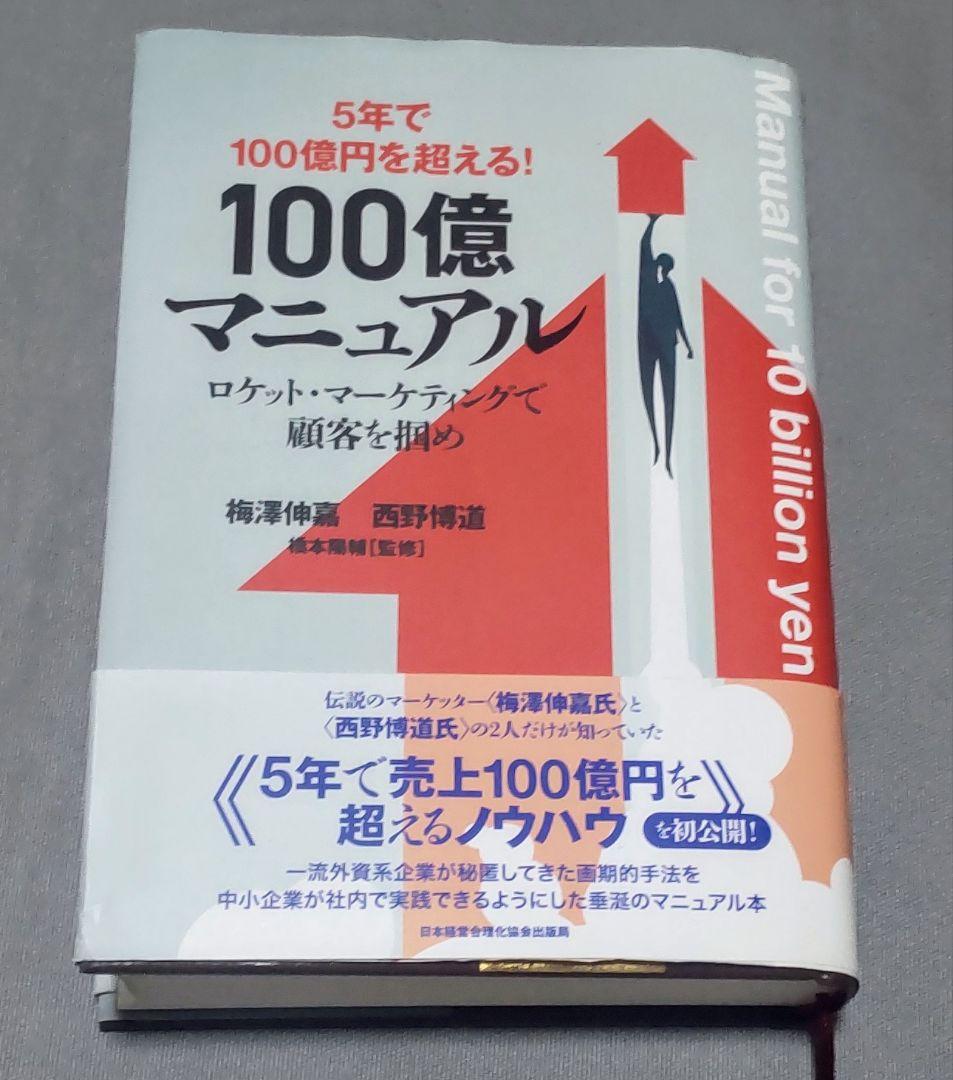 5年で
100億円を超える!
100億
マニュアル
ロケット・マーケティングで
顧客を掴め
梅澤伸嘉 西野博道
橋本陽輔[監修]
Manual for 10 billion yen
伝説のマーケッター〈梅澤伸嘉氏〉と
〈西野博道氏〉の2人だけが知っていた
《5年で売上100億円を
超えるノウハウ》を初公開!
一流外資系企業が秘匿してきた画期的手法を
中小企業が社内で実践できるようにした垂涎のマニュアル本
日本経営合理化協会出版局